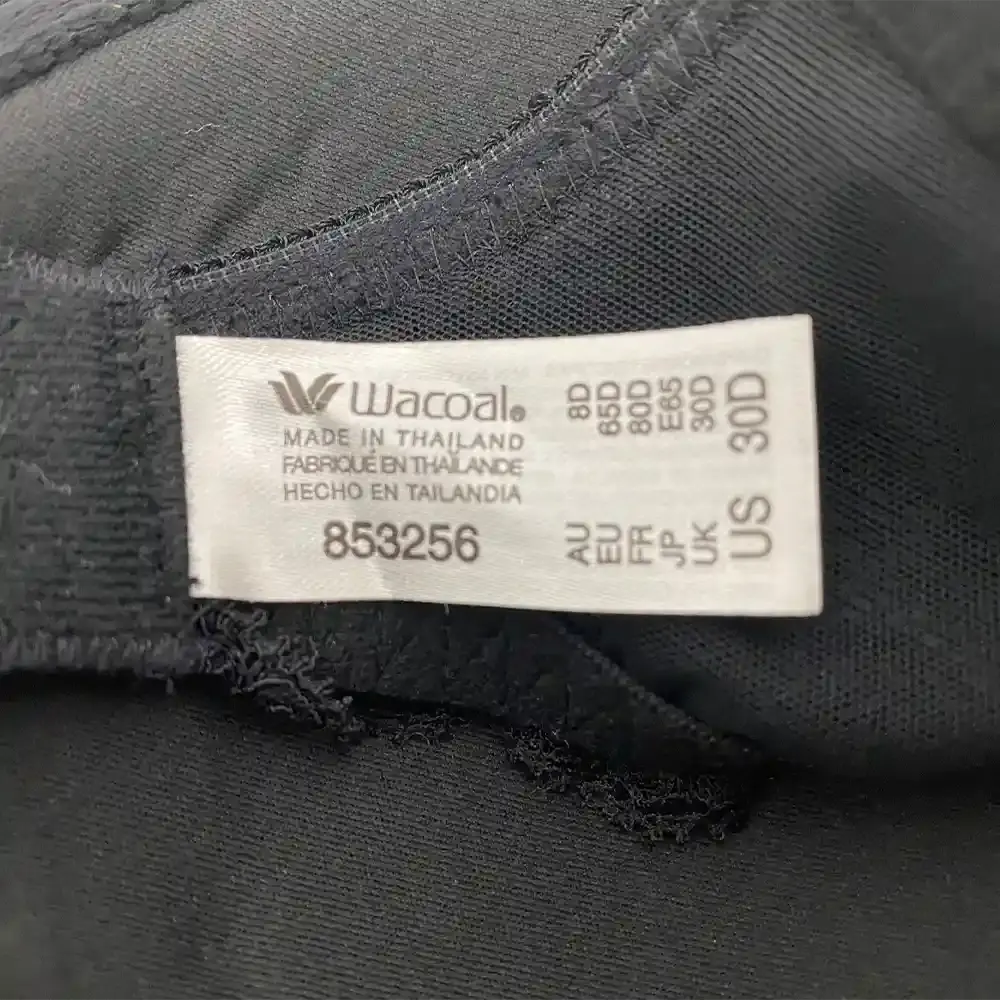 Wacoal®
MADE IN THAILAND
FABRIQUÉ EN THAÏLANDE
HECHO EN TAILANDIA
853256
AU 8D
EU 65D
FR 80D
JP E65
UK 30D
US 30D